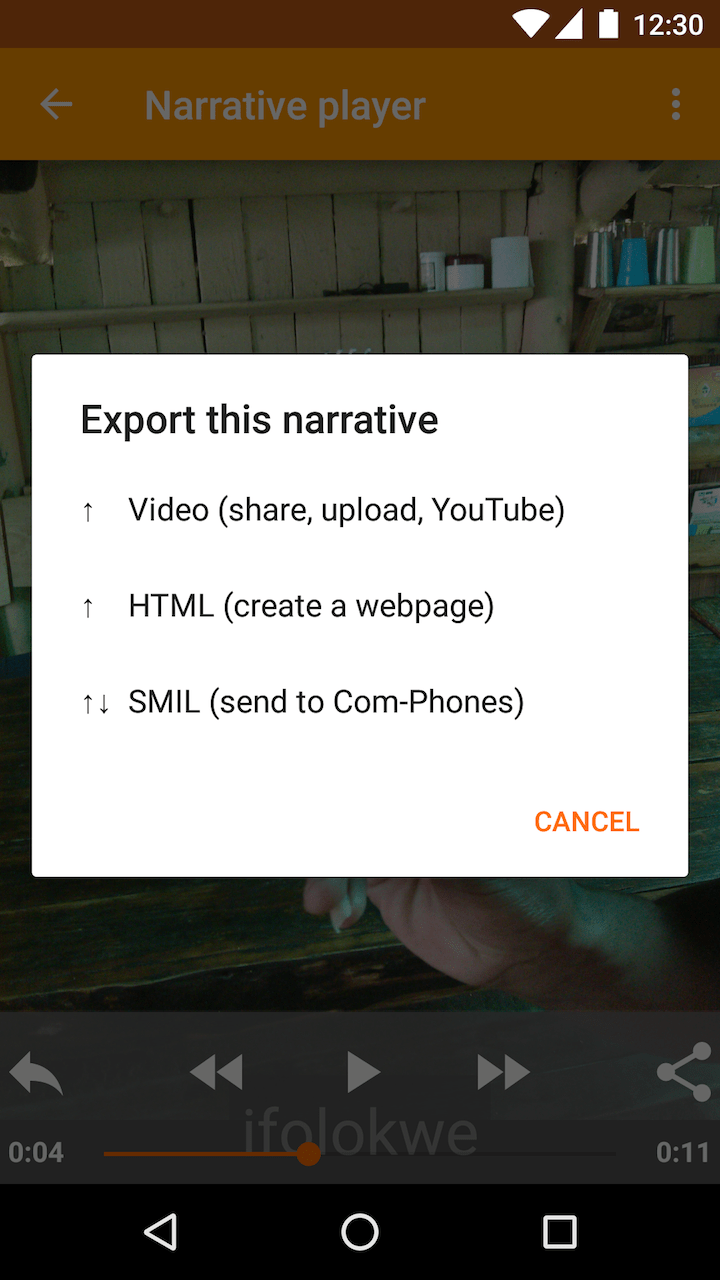 12:30
Narrative player
Export this narrative
↑ Video (share, upload, YouTube)
↑ HTML (create a webpage)
↑↓ SMIL (send to Com-Phones)
CANCEL
ifolokwe
0:04
0:11